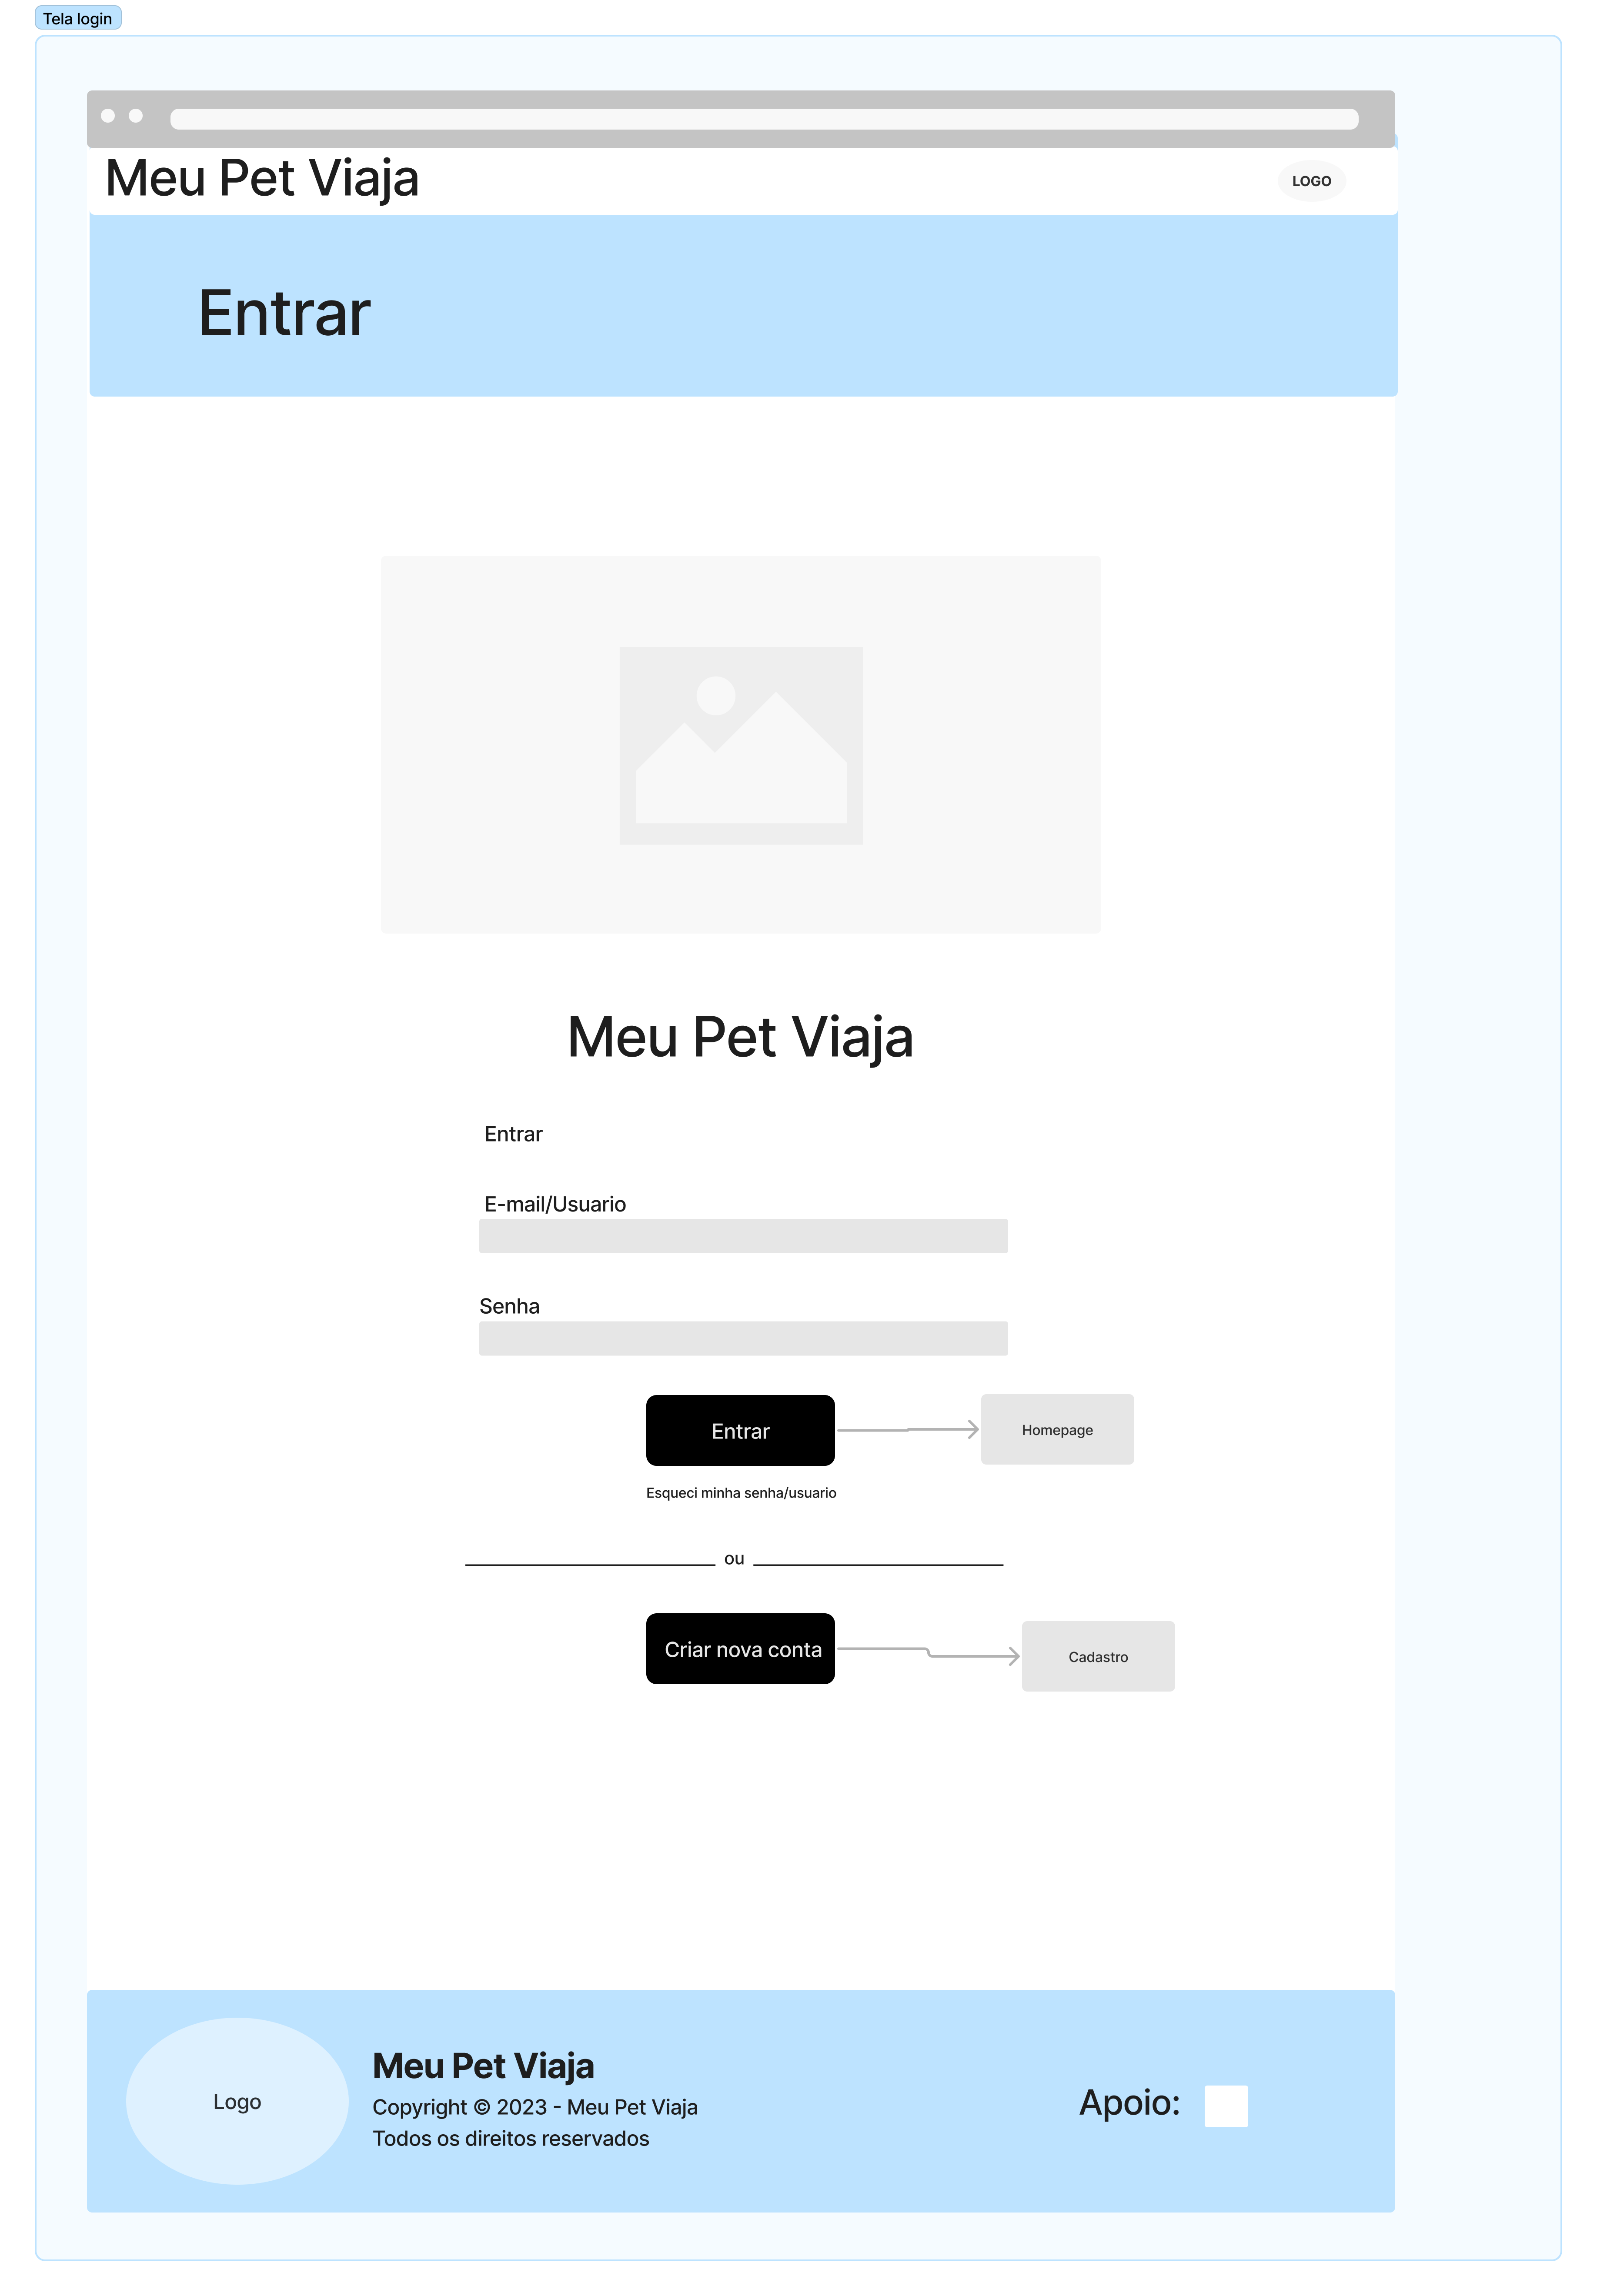 Tela login
Meu Pet Viaja
LOGO
Entrar
Meu Pet Viaja
Entrar
E-mail/Usuario
Senha
Entrar
Homepage
Esqueci minha senha/usuario
ou
Criar nova conta
Cadastro
Logo
Meu Pet Viaja
Copyright © 2023 - Meu Pet Viaja
Todos os direitos reservados
Apoio: